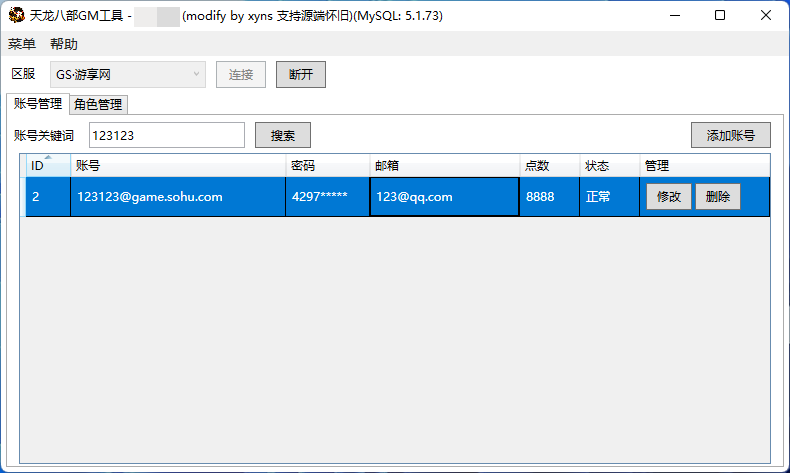 天龙八部GM工具 - (modify by xyns 支持源端怀旧)(MySQL: 5.1.73)
菜单 帮助
区服 GS·游享网 连接 断开
账号管理 角色管理
账号关键词 123123 搜索 添加账号
ID 账号 密码 邮箱 点数 状态 管理
2 123123@game.sohu.com 4297***** 123@qq.com 8888 正常 修改 删除